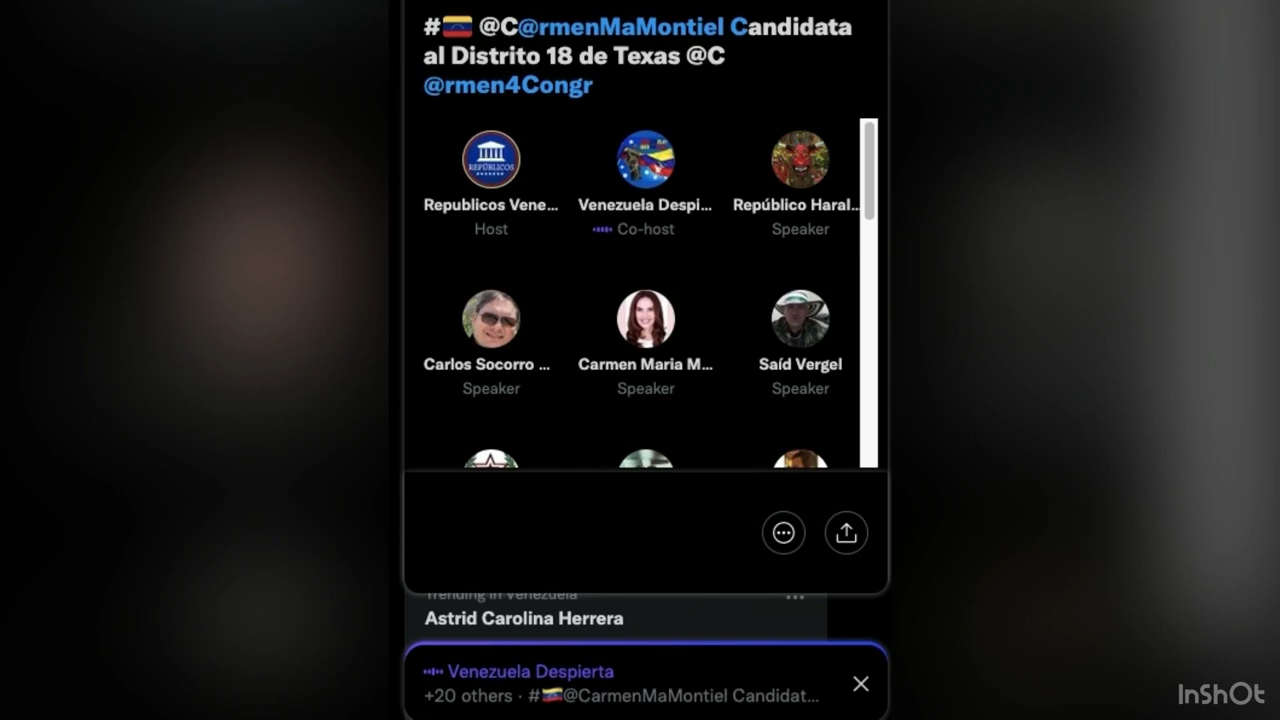 #🇻🇪 @C@rmenMaMontiel Candidata
al Distrito 18 de Texas @C
@rmen4Congr
REPÚBLICOS
Republicos Vene... Venezuela Despi... Repúblico Haral...
Host Co-host Speaker
Carlos Socorro ... Carmen Maria M... Saíd Vergel
Speaker Speaker Speaker
Trending in Venezuela
Astrid Carolina Herrera
Venezuela Despierta
+20 others · #🇻🇪@CarmenMaMontiel Candidat...
InShOt